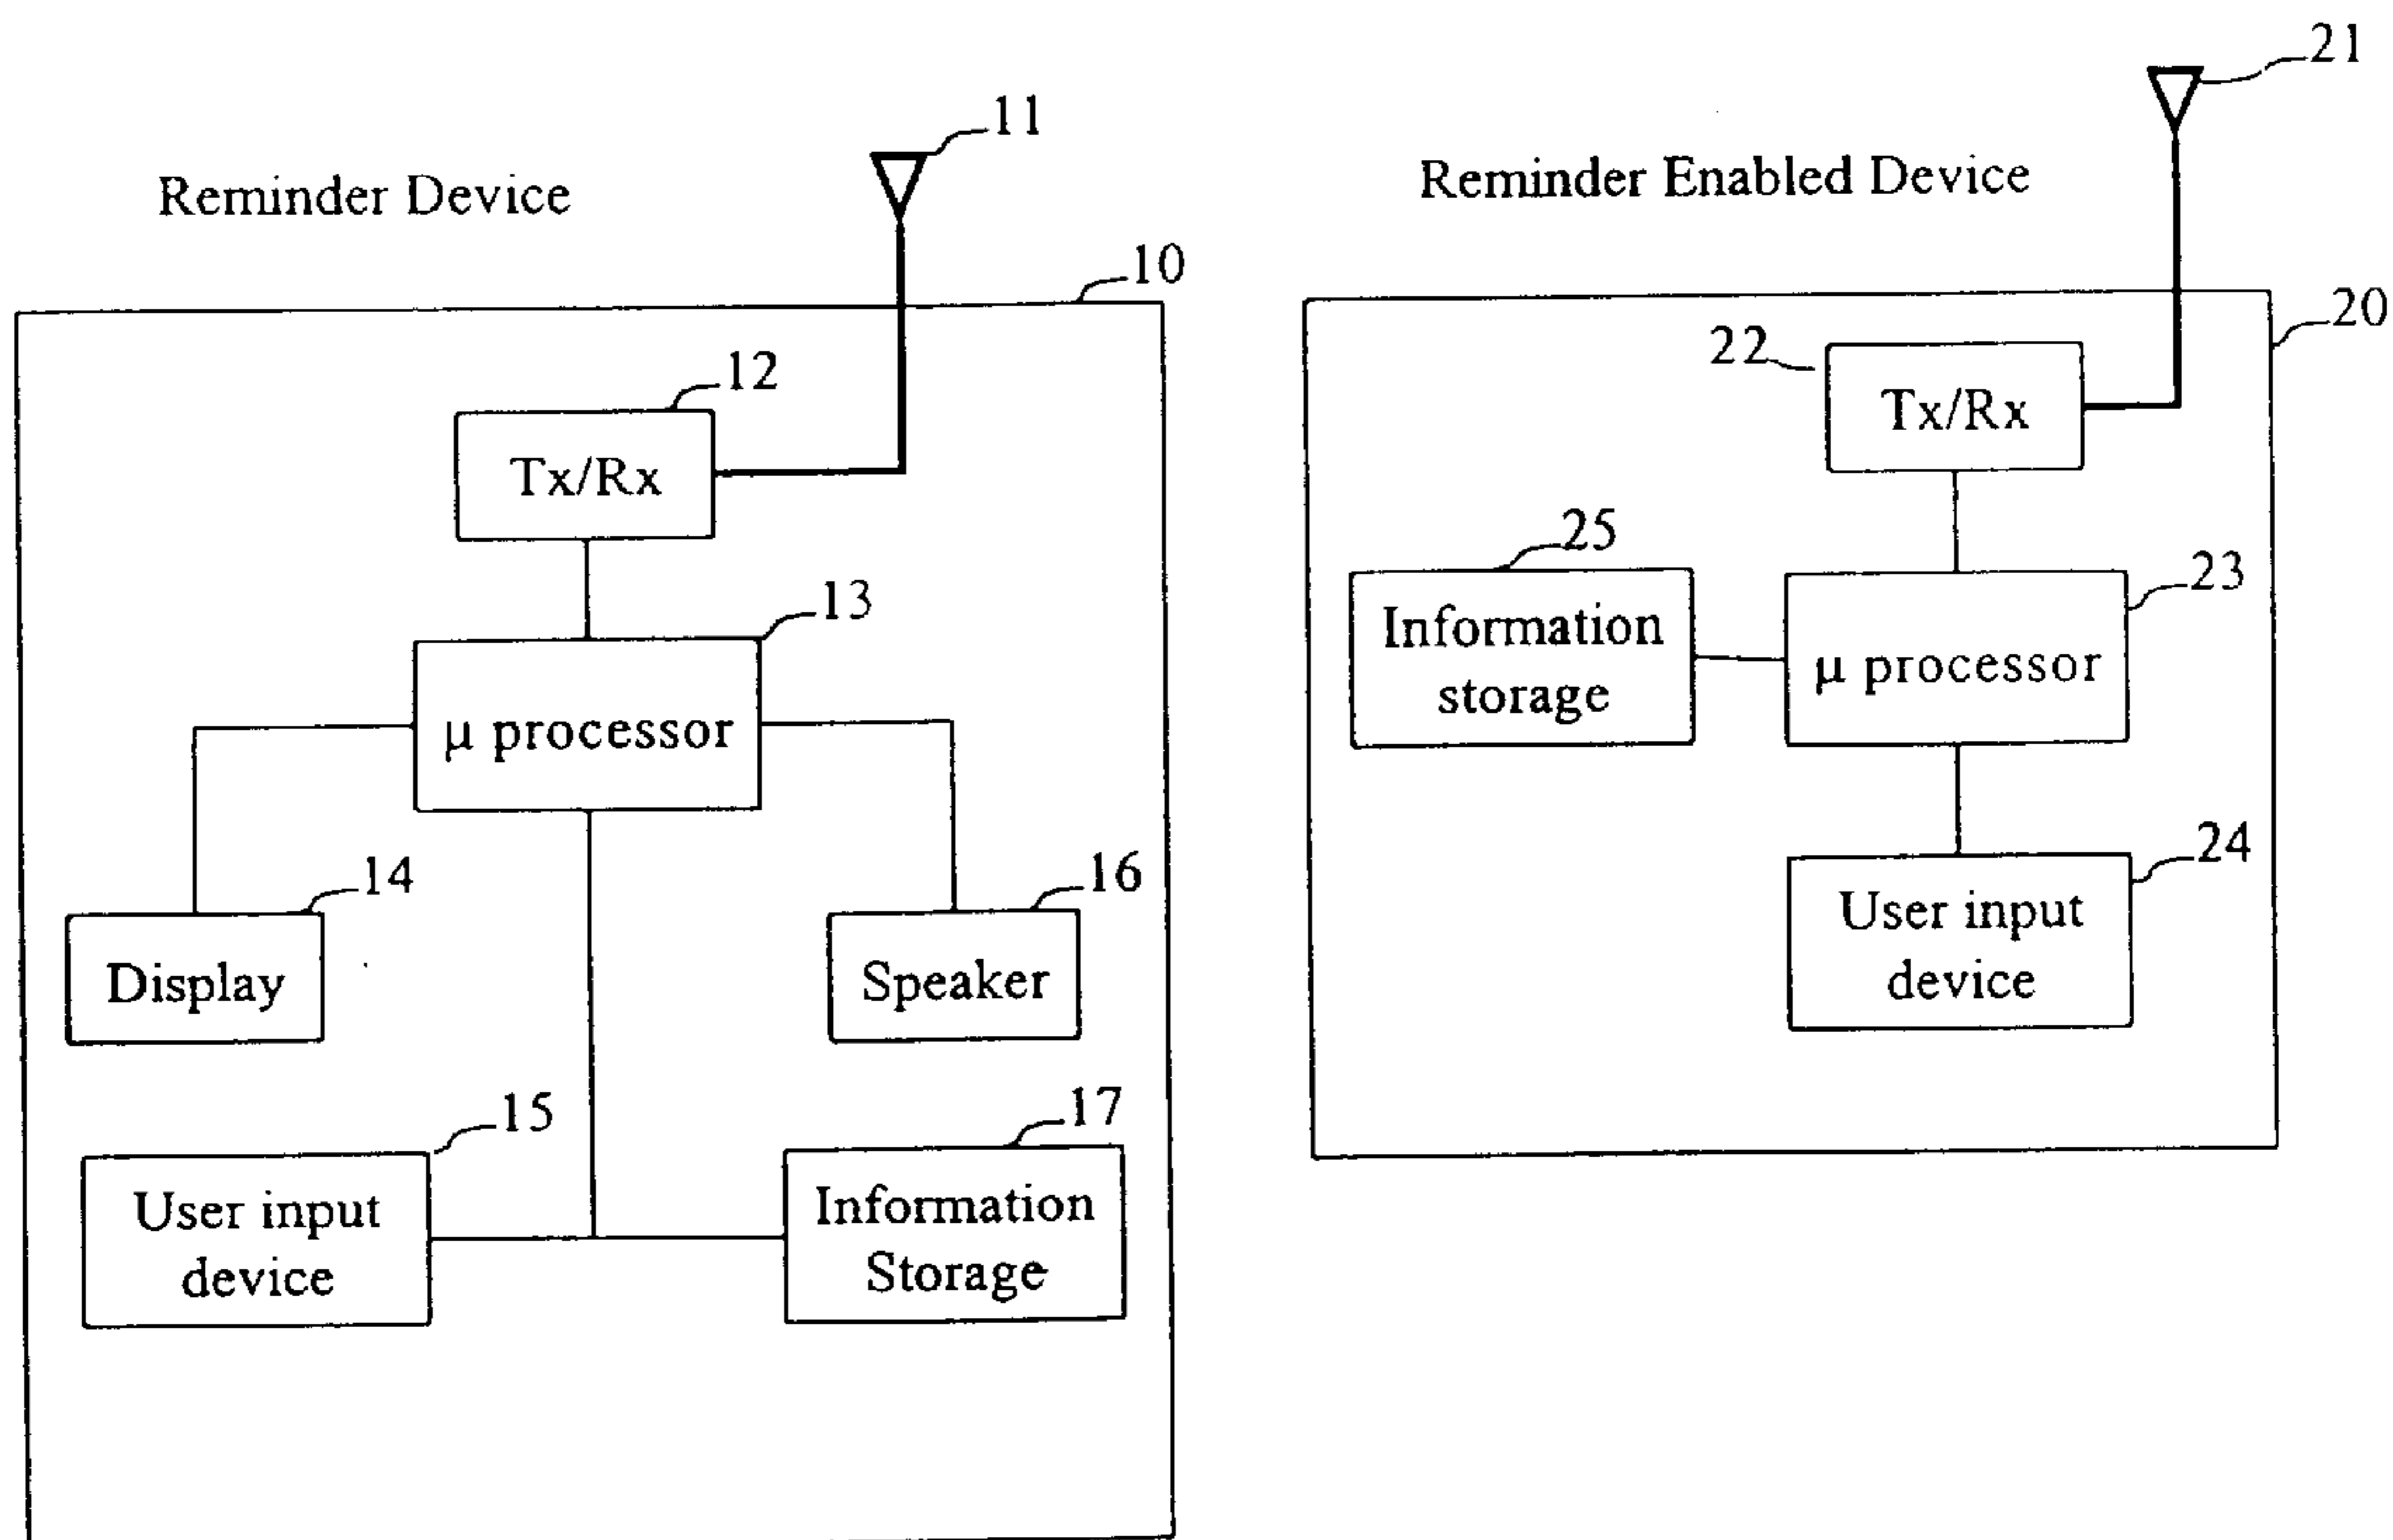 21
11
Reminder Device
Reminder Enabled Device
10
20
12
22
Tx/Rx
Tx/Rx
25
13
23
Information
storage
µ processor
µ processor
14
16
24
Display
Speaker
User input
device
15
17
User input
device
Information
Storage